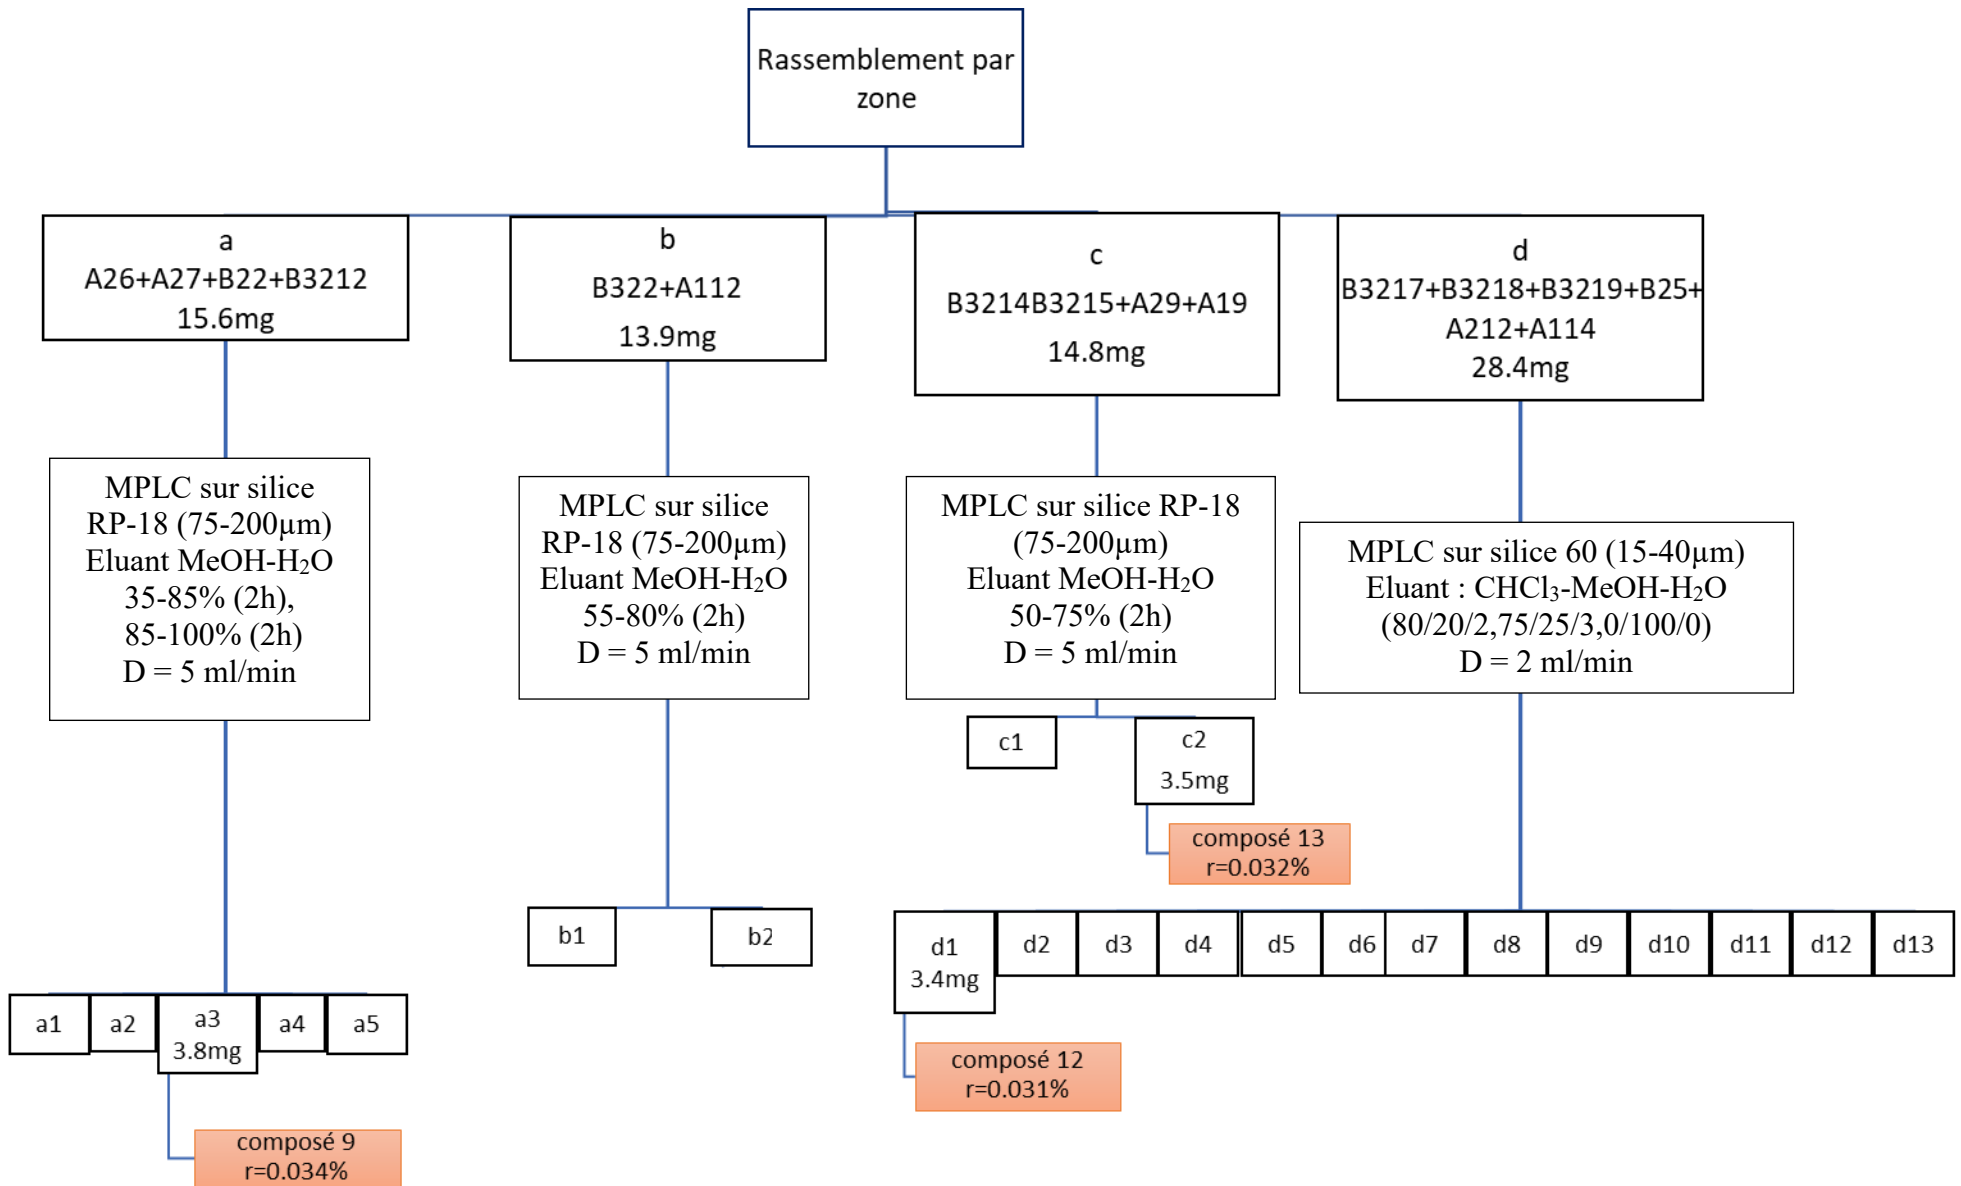 Rassemblement par
zone
a
A26+A27+B22+B3212
15.6mg
b
B322+A112
13.9mg
c
B3214B3215+A29+A19
14.8mg
d
B3217+B3218+B3219+B25+
A212+A114
28.4mg
MPLC sur silice
RP-18 (75-200µm)
Eluant MeOH-H₂O
35-85% (2h),
85-100% (2h)
D = 5 ml/min
MPLC sur silice
RP-18 (75-200µm)
Eluant MeOH-H₂O
55-80% (2h)
D = 5 ml/min
MPLC sur silice RP-18
(75-200µm)
Eluant MeOH-H₂O
50-75% (2h)
D = 5 ml/min
MPLC sur silice 60 (15-40µm)
Eluant : CHCl₃-MeOH-H₂O
(80/20/2,75/25/3,0/100/0)
D = 2 ml/min
c1
c2
3.5mg
composé 13
r=0.032%
b1
b2
d1
3.4mg
d2
d3
d4
d5
d6
d7
d8
d9
d10
d11
d12
d13
composé 12
r=0.031%
a1
a2
a3
3.8mg
a4
a5
composé 9
r=0.034%